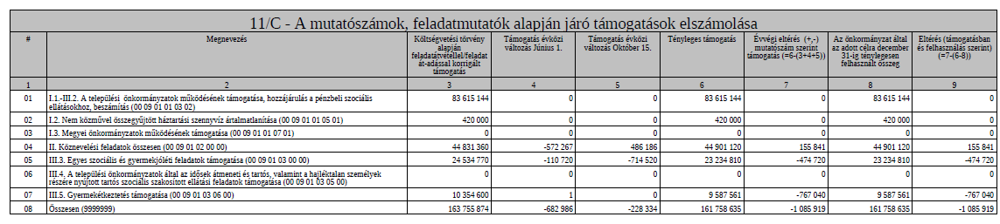 11/C - A mutatószámok, feladatmutatók alapján járó támogatások elszámolása
# Megnevezés Költségvetési törvény alapján feladatátvétellel/feladat át-adással korrigált támogatás Támogatás évközi változás Június 1. Támogatás évközi változás Október 15. Tényleges támogatás Évvégi eltérés (+,-) mutatószám szerint támogatás (=6-(3+4+5)) Az önkormányzat által az adott célra december 31-ig ténylegesen felhasznált összeg Eltérés (támogatásban és felhasználás szerint) (=7-(6-8))
1 2 3 4 5 6 7 8 9
01 I.1.-III.2. A települési önkormányzatok működésének támogatása, hozzájárulás a pénzbeli szociális 83 615 144 0 0 83 615 144 0 83 615 144 0
ellátásokhoz, beszámítás (00 09 01 01 03 02)
02 I.2. Nem közművel összegyűjtött háztartási szennyvíz ártalmatlanítása (00 09 01 01 05 01) 420 000 0 0 420 000 0 420 000 0
03 I.3. Megyei önkormányzatok működésének támogatása (00 09 01 01 07 01) 0 0 0 0 0 0 0
04 II. Köznevelési feladatok összesen (00 09 01 02 00 00) 44 831 360 -572 267 486 186 44 901 120 155 841 44 901 120 155 841
05 III.3. Egyes szociális és gyermekjóléti feladatok támogatása (00 09 01 03 00 00) 24 534 770 -110 720 -714 520 23 234 810 -474 720 23 234 810 -474 720
06 III.4. A települési önkormányzatok által az idősek átmeneti és tartós, valamint a hajléktalan személyek 0 0 0 0 0 0 0
részére nyújtott tartós szociális szakosított ellátási feladatok támogatása (00 09 01 03 05 00)
07 III.5. Gyermekétkeztetés támogatása (00 09 01 03 06 00) 10 354 600 1 0 9 587 561 -767 040 9 587 561 -767 040
08 Összesen (9999999) 163 755 874 -682 986 -228 334 161 758 635 -1 085 919 161 758 635 -1 085 919